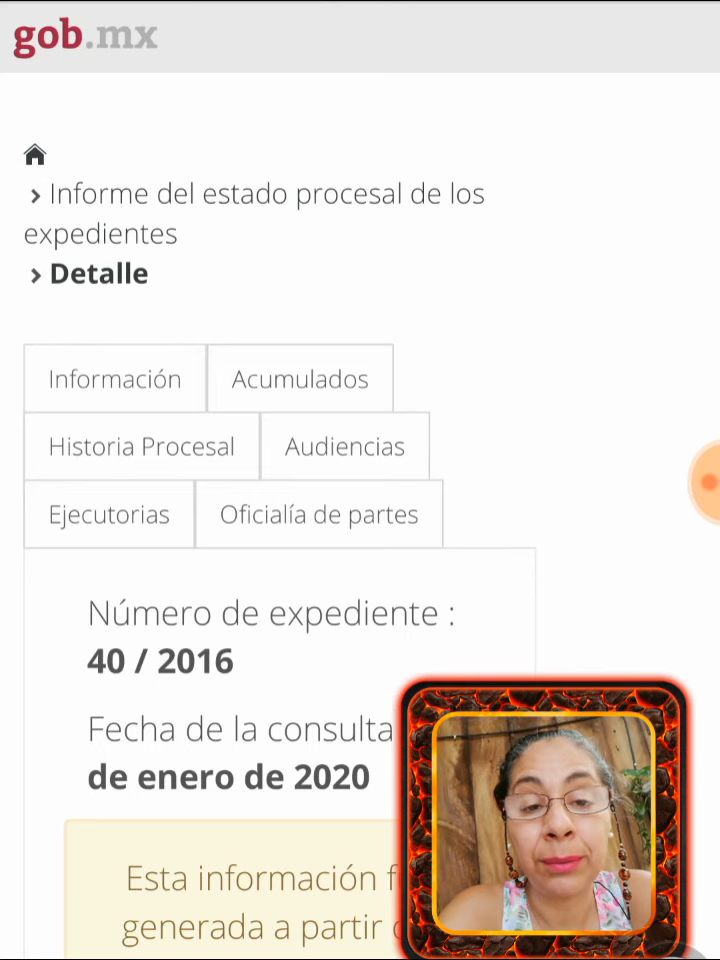 gob.mx
› Informe del estado procesal de los
expedientes
› Detalle
Información
Acumulados
Historia Procesal
Audiencias
Ejecutorias
Oficialía de partes
Número de expediente :
40 / 2016
Fecha de la consulta
de enero de 2020
Esta información
generada a partir